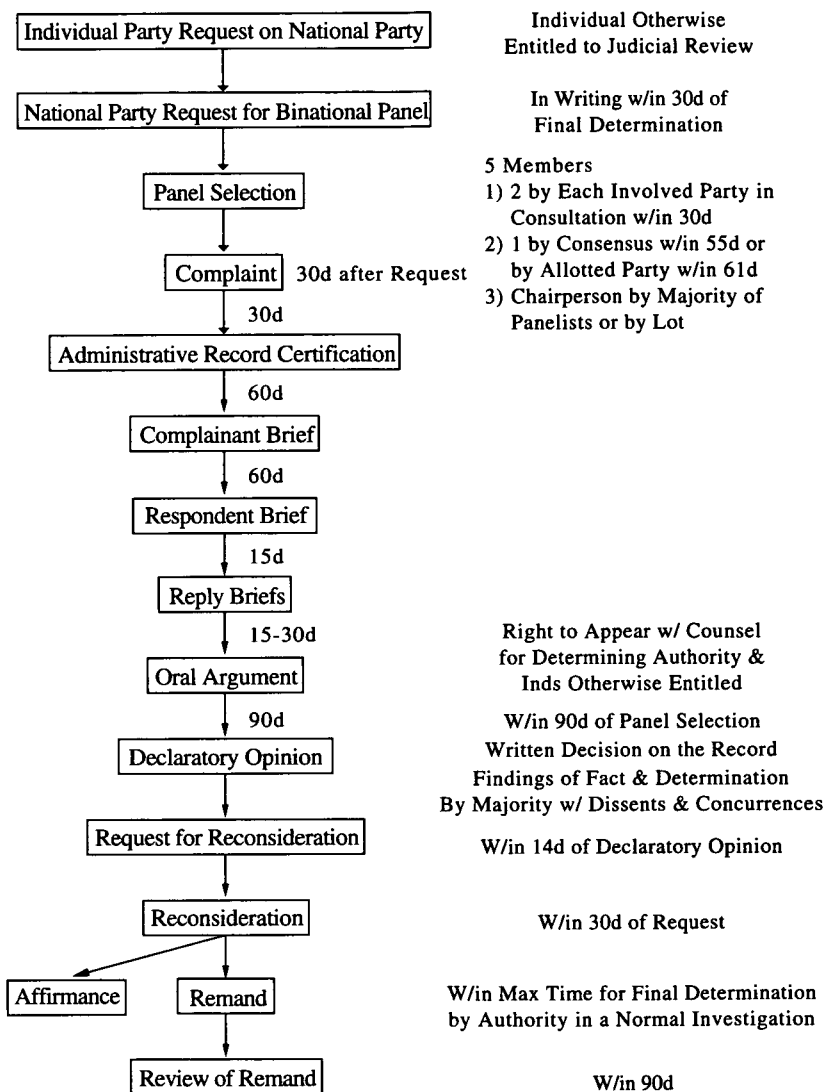 Individual Party Request on National Party
Individual Otherwise
Entitled to Judicial Review
National Party Request for Binational Panel
In Writing w/in 30d of
Final Determination
Panel Selection
5 Members
1) 2 by Each Involved Party in
Consultation w/in 30d
2) 1 by Consensus w/in 55d or
by Allotted Party w/in 61d
3) Chairperson by Majority of
Panelists or by Lot
Complaint
30d after Request
30d
Administrative Record Certification
60d
Complainant Brief
60d
Respondent Brief
15d
Reply Briefs
15-30d
Oral Argument
Right to Appear w/ Counsel
for Determining Authority &
Inds Otherwise Entitled
90d
W/in 90d of Panel Selection
Declaratory Opinion
Written Decision on the Record
Findings of Fact & Determination
By Majority w/ Dissents & Concurrences
Request for Reconsideration
W/in 14d of Declaratory Opinion
Reconsideration
W/in 30d of Request
Affirmance
Remand
W/in Max Time for Final Determination
by Authority in a Normal Investigation
Review of Remand
W/in 90d